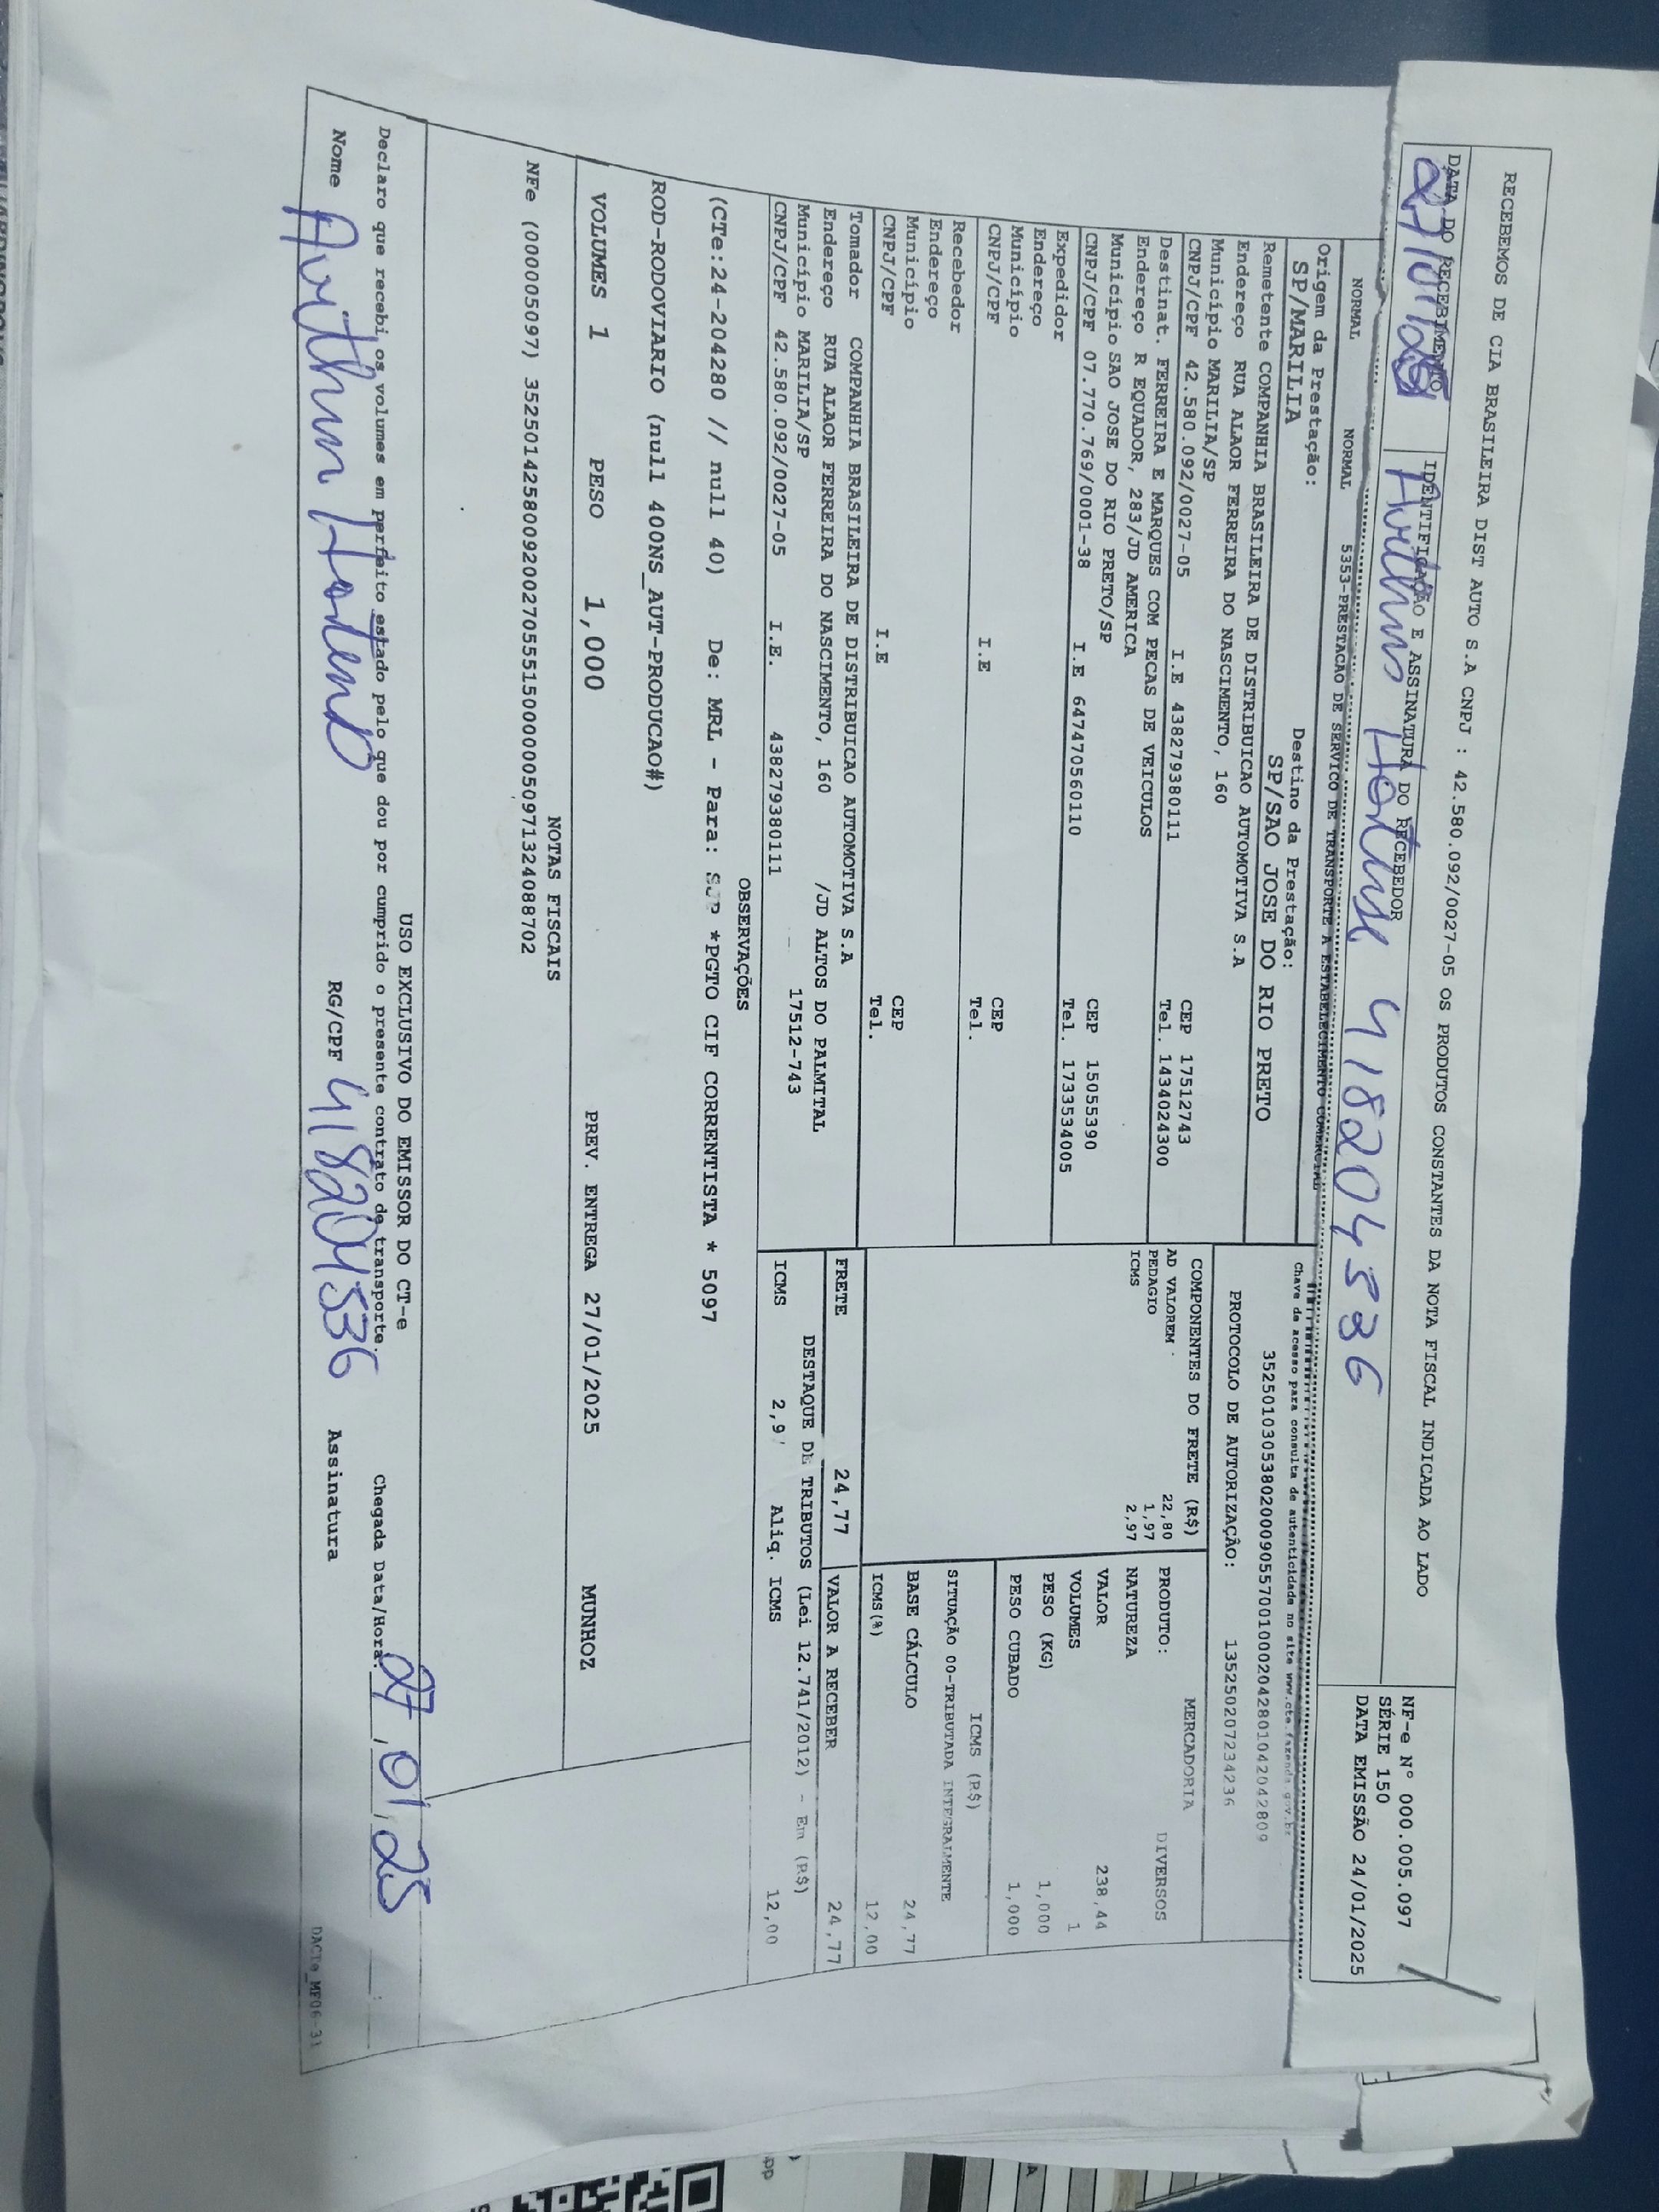 RECEBEMOS DE CIA BRASILEIRA DIST AUTO S.A CNPJ : 42.580.092/0027-05 OS PRODUTOS CONSTANTES DA NOTA FISCAL INDICADA AO LADO
NF-e Nº 000.005.097
SÉRIE 150
DATA EMISSÃO 24/01/2025
DATA DO RECEBIMENTO
IDENTIFICAÇÃO E ASSINATURA DO RECEBEDOR
27/01/25
Arthur 418204536
NORMAL NORMAL 5353-PRESTACAO DE SERVICO DE TRANSPORTE A ESTABELECIMENTO COMERCIAL
Chave de acesso para consulta de autenticidade no site www.cte.fazenda.gov.br
35250103053802000905570010002042801042042809
PROTOCOLO DE AUTORIZAÇÃO: 135250207234236
Origem da Prestação: Destino da Prestação:
SP/MARILIA SP/SAO JOSE DO RIO PRETO
Remetente COMPANHIA BRASILEIRA DE DISTRIBUICAO AUTOMOTIVA S.A
Endereço RUA ALAOR FERREIRA DO NASCIMENTO, 160
Município MARILIA/SP CEP 17512743
CNPJ/CPF 42.580.092/0027-05 I.E 438279380111 Tel. 1434024300
Destinat. FERREIRA E MARQUES COM PECAS DE VEICULOS
Endereço R EQUADOR, 283/JD AMERICA
Município SAO JOSE DO RIO PRETO/SP CEP 15055390
CNPJ/CPF 07.770.769/0001-38 I.E 647470560110 Tel. 1733534005
Expedidor
Endereço
Município CEP
CNPJ/CPF I.E Tel.
Recebedor
Endereço
Município CEP
CNPJ/CPF I.E Tel.
Tomador COMPANHIA BRASILEIRA DE DISTRIBUICAO AUTOMOTIVA S.A
Endereço RUA ALAOR FERREIRA DO NASCIMENTO, 160 /JD ALTOS DO PALMITAL
Município MARILIA/SP 17512-743
CNPJ/CPF 42.580.092/0027-05 I.E. 438279380111
COMPONENTES DO FRETE (R$)
AD VALOREM 22,80
PEDAGIO 1,97
ICMS 2,97
MERCADORIA
PRODUTO: DIVERSOS
NATUREZA
VALOR 238,44
VOLUMES 1
PESO (KG) 1,000
PESO CUBADO 1,000
ICMS (R$)
SITUAÇÃO 00-TRIBUTADA INTEGRALMENTE
BASE CÁLCULO 24,77
ICMS(%) 12,00
FRETE 24,77 VALOR A RECEBER 24,77
DESTAQUE DE TRIBUTOS (Lei 12.741/2012) - Em (R$)
ICMS 2,9 Aliq. ICMS 12,00
OBSERVAÇÕES
(CTe:24-204280 // null 40) De: MRL - Para: SJP *PGTO CIF CORRENTISTA * 5097
ROD-RODOVIARIO (null 400NS_AUT-PRODUCAO#)
VOLUMES 1 PESO 1,000 PREV. ENTREGA 27/01/2025 MUNHOZ
NOTAS FISCAIS
NFe (000005097) 35250142580092002705551500000050971324088702
USO EXCLUSIVO DO EMISSOR DO CT-e
Declaro que recebi os volumes em perfeito estado pelo que dou por cumprido o presente contrato de transporte. Chegada Data/Hora: 27/01/25
Nome Arthur RG/CPF 418204536 Assinatura
DACTe_MF06-31